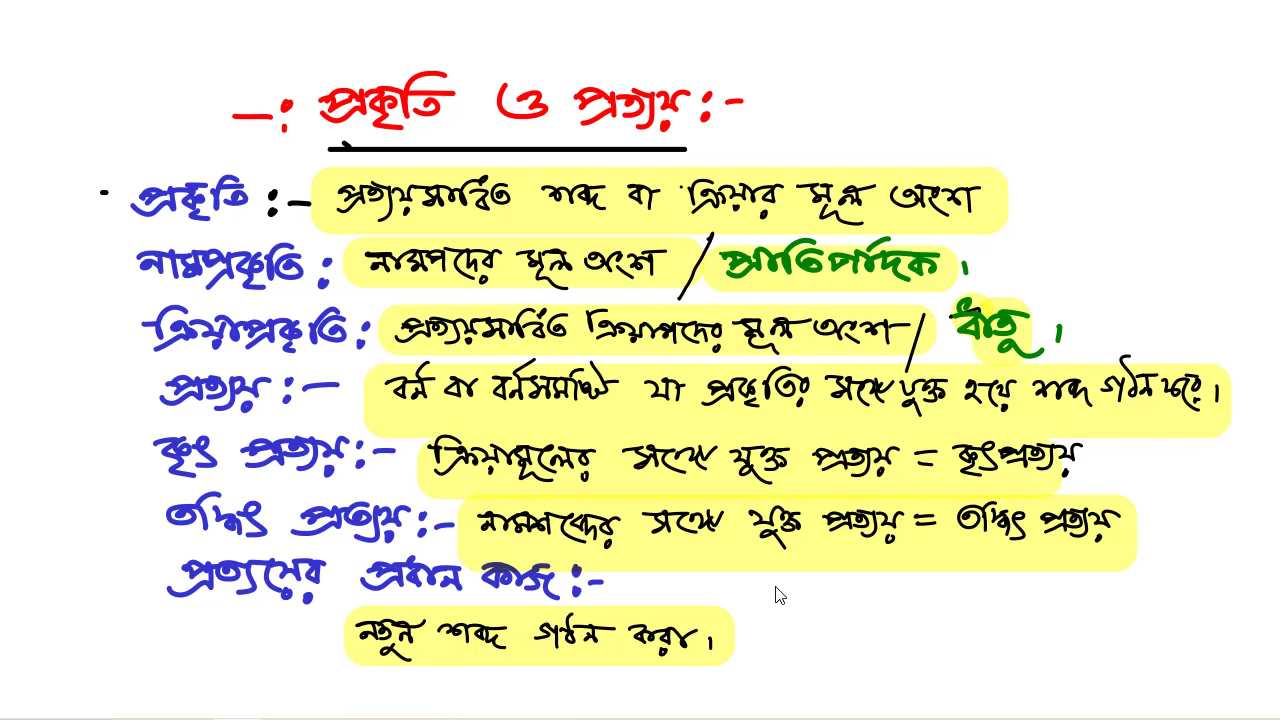 -: প্রকৃতি ও প্রত্যয় :-
প্রকৃতি :- প্রত্যয়সাধিত শব্দ বা ক্রিয়ার মূল অংশ
নামপ্রকৃতি : নামপদের মূল অংশ / প্রাতিপদিক ।
ক্রিয়াপ্রকৃতি : প্রত্যয়সাধিত ক্রিয়াপদের মূল অংশ / ধাতু ।
প্রত্যয় :- বর্ন বা বর্নসমষ্টি যা প্রকৃতির সঙ্গে যুক্ত হয়ে শব্দ গঠন করে ।
কৃৎ প্রত্যয় :- ক্রিয়ামূলের সঙ্গে যুক্ত প্রত্যয় = কৃৎপ্রত্যয়
তদ্ধিৎ প্রত্যয় :- নামশব্দের সঙ্গে যুক্ত প্রত্যয় = তদ্ধিৎ প্রত্যয়
প্রত্যয়ের প্রধান কাজ :-
নতুন শব্দ গঠন করা ।